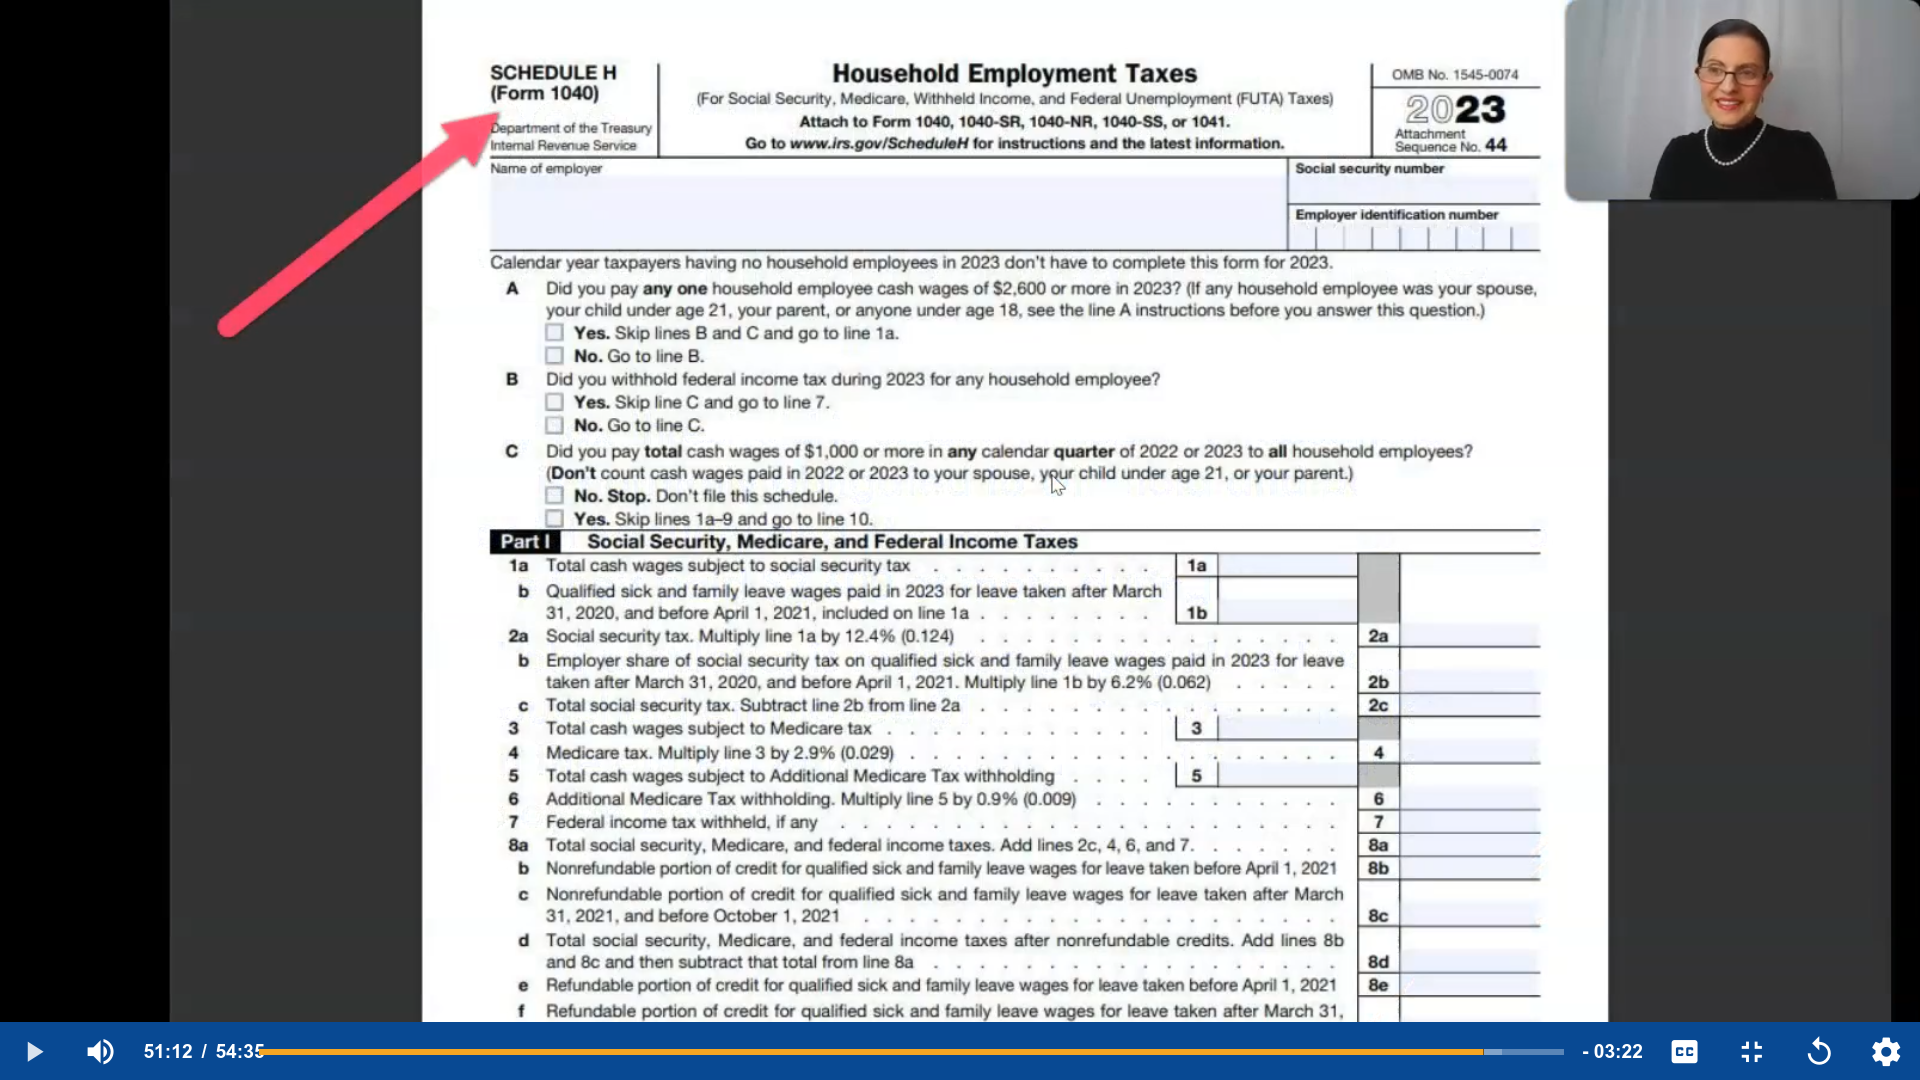 SCHEDULE H
(Form 1040)
Department of the Treasury
Internal Revenue Service
Household Employment Taxes
(For Social Security, Medicare, Withheld Income, and Federal Unemployment (FUTA) Taxes)
Attach to Form 1040, 1040-SR, 1040-NR, 1040-SS, or 1041.
Go to www.irs.gov/ScheduleH for instructions and the latest information.
OMB No. 1545-0074
2023
Attachment
Sequence No. 44
Name of employer
Social security number
Employer identification number
Calendar year taxpayers having no household employees in 2023 don't have to complete this form for 2023.
A Did you pay any one household employee cash wages of $2,600 or more in 2023? (If any household employee was your spouse,
your child under age 21, your parent, or anyone under age 18, see the line A instructions before you answer this question.)
Yes. Skip lines B and C and go to line 1a.
No. Go to line B.
B Did you withhold federal income tax during 2023 for any household employee?
Yes. Skip line C and go to line 7.
No. Go to line C.
C Did you pay total cash wages of $1,000 or more in any calendar quarter of 2022 or 2023 to all household employees?
(Don't count cash wages paid in 2022 or 2023 to your spouse, your child under age 21, or your parent.)
No. Stop. Don't file this schedule.
Yes. Skip lines 1a–9 and go to line 10.
Part I Social Security, Medicare, and Federal Income Taxes
1a Total cash wages subject to social security tax . . . . . . . . . . 1a
b Qualified sick and family leave wages paid in 2023 for leave taken after March
31, 2020, and before April 1, 2021, included on line 1a . . . . . . . 1b
2a Social security tax. Multiply line 1a by 12.4% (0.124) . . . . . . . . . . . . . . 2a
b Employer share of social security tax on qualified sick and family leave wages paid in 2023 for leave
taken after March 31, 2020, and before April 1, 2021. Multiply line 1b by 6.2% (0.062) . . . . . 2b
c Total social security tax. Subtract line 2b from line 2a . . . . . . . . . . . . . . 2c
3 Total cash wages subject to Medicare tax . . . . . . . . . . . 3
4 Medicare tax. Multiply line 3 by 2.9% (0.029) . . . . . . . . . . . . . . . . . 4
5 Total cash wages subject to Additional Medicare Tax withholding . . . . 5
6 Additional Medicare Tax withholding. Multiply line 5 by 0.9% (0.009) . . . . . . . . . . 6
7 Federal income tax withheld, if any . . . . . . . . . . . . . . . . . . . . 7
8a Total social security, Medicare, and federal income taxes. Add lines 2c, 4, 6, and 7. . . . . . . 8a
b Nonrefundable portion of credit for qualified sick and family leave wages for leave taken before April 1, 2021 8b
c Nonrefundable portion of credit for qualified sick and family leave wages for leave taken after March
31, 2021, and before October 1, 2021 . . . . . . . . . . . . . . . . . . . 8c
d Total social security, Medicare, and federal income taxes after nonrefundable credits. Add lines 8b
and 8c and then subtract that total from line 8a . . . . . . . . . . . . . . . . 8d
e Refundable portion of credit for qualified sick and family leave wages for leave taken before April 1, 2021 8e
f Refundable portion of credit for qualified sick and family leave wages for leave taken after March 31,
51:12 / 54:35
- 03:22
CC